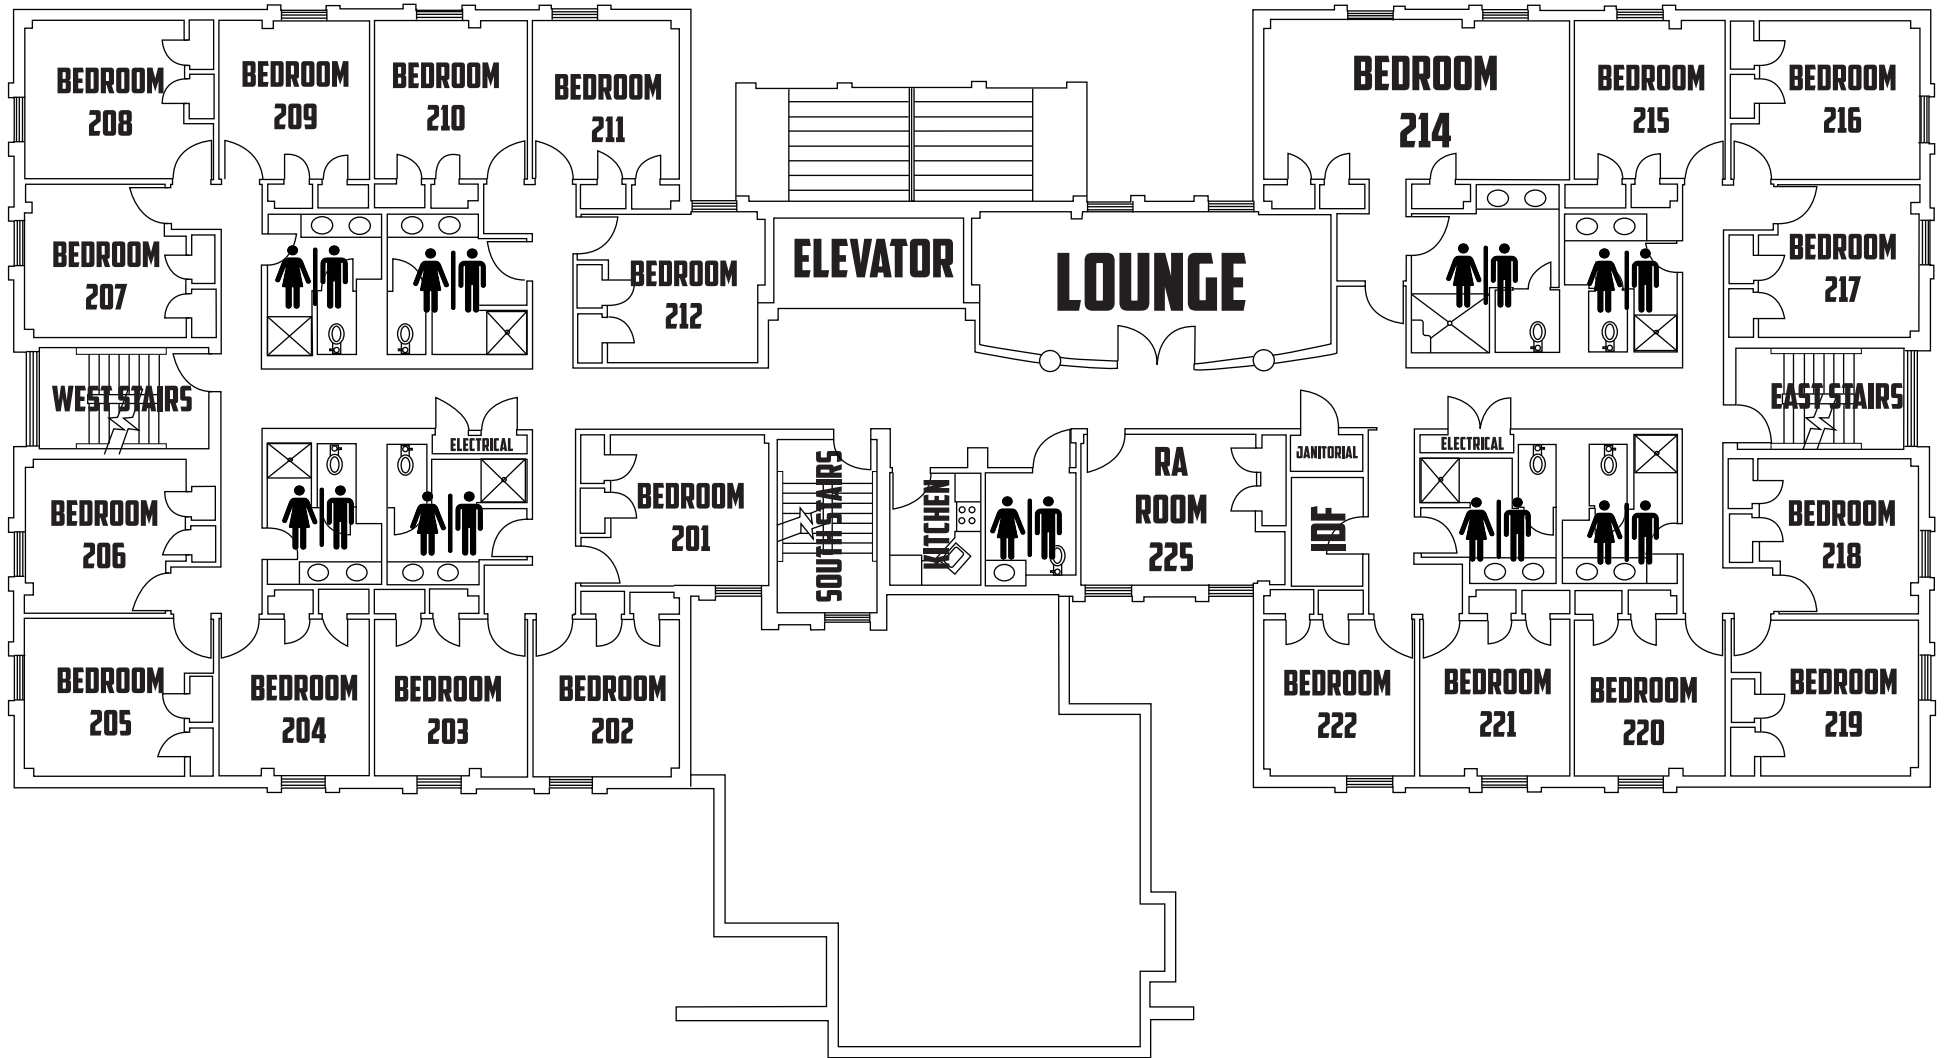 BEDROOM
208
BEDROOM
209
BEDROOM
210
BEDROOM
211
BEDROOM
214
BEDROOM
215
BEDROOM
216
BEDROOM
207
BEDROOM
212
ELEVATOR
LOUNGE
BEDROOM
217
WEST STAIRS
EAST STAIRS
ELECTRICAL
ELECTRICAL
JANITORIAL
BEDROOM
206
BEDROOM
201
SOUTH STAIRS
KITCHEN
RA
ROOM
225
IDF
BEDROOM
218
BEDROOM
205
BEDROOM
204
BEDROOM
203
BEDROOM
202
BEDROOM
222
BEDROOM
221
BEDROOM
220
BEDROOM
219